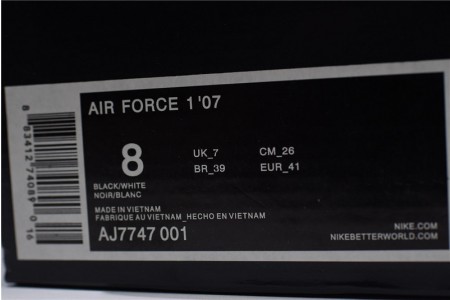 AIR FORCE 1 '07
8
UK_7 CM_26
BR_39 EUR_41
BLACK/WHITE
NOIR/BLANC
MADE IN VIETNAM
FABRIQUE AU VIETNAM_HECHO EN VIETNAM
AJ7747 001
NIKE.COM
NIKEBETTERWORLD.COM